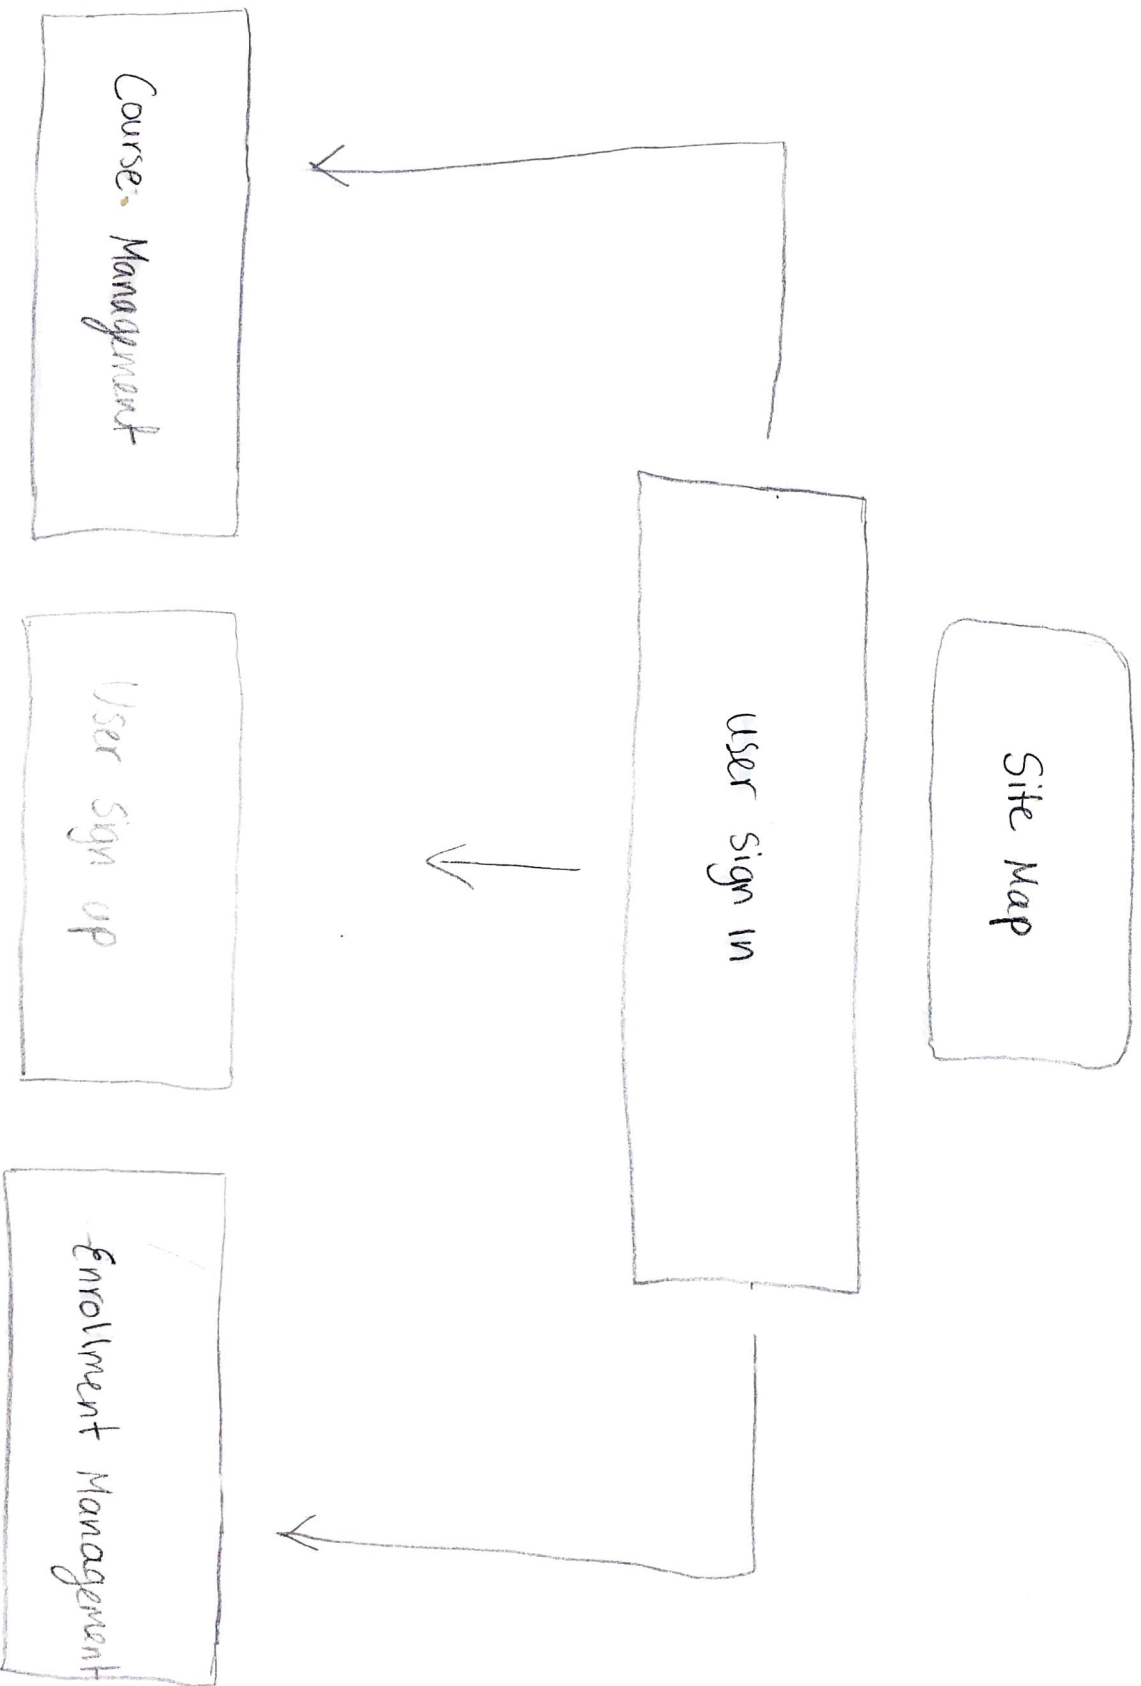 Site Map
User Sign In
Course Management
User Sign up
Enrollment Management